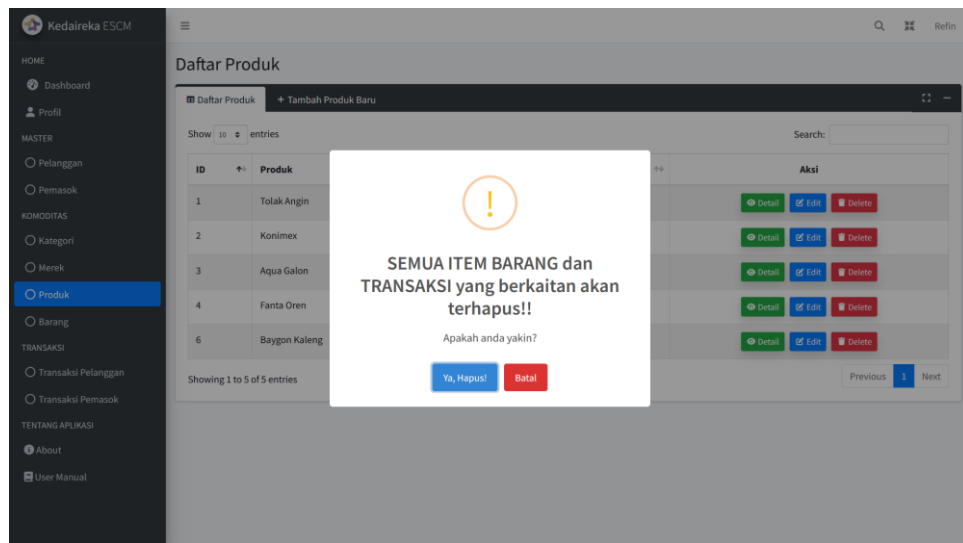 Kedaireka ESCM
Refin
HOME
Dashboard
Profil
MASTER
Pelanggan
Pemasok
KOMODITAS
Kategori
Merek
Produk
Barang
TRANSAKSI
Transaksi Pelanggan
Transaksi Pemasok
TENTANG APLIKASI
About
User Manual
Daftar Produk
Daftar Produk + Tambah Produk Baru
Show 10 entries Search:
ID Produk Aksi
1 Tolak Angin Detail Edit Delete
2 Konimex Detail Edit Delete
3 Aqua Galon Detail Edit Delete
4 Fanta Oren Detail Edit Delete
6 Baygon Kaleng Detail Edit Delete
Showing 1 to 5 of 5 entries Previous 1 Next
!
SEMUA ITEM BARANG dan
TRANSAKSI yang berkaitan akan
terhapus!!
Apakah anda yakin?
Ya, Hapus! Batal